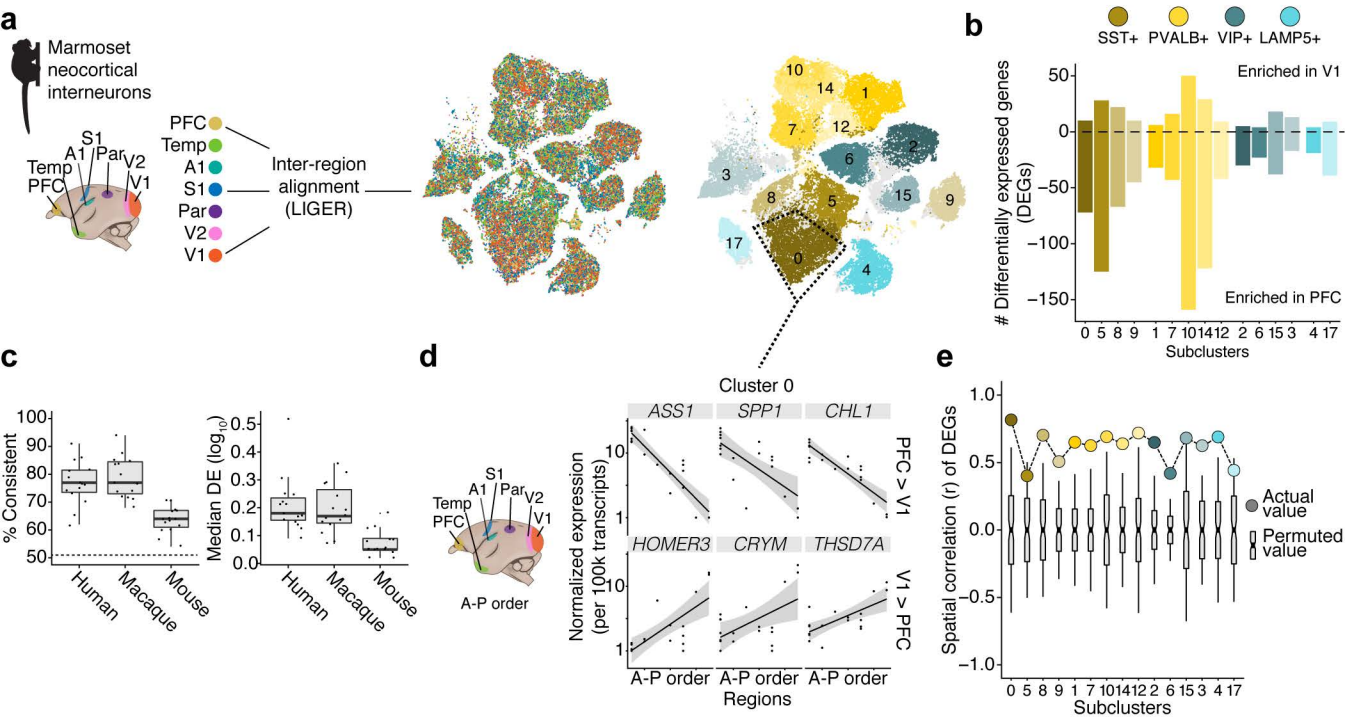 a
Marmoset
neocortical
interneurons
S1
A1
Par
V2
Temp
PFC
V1
PFC
Temp
A1
S1
Par
V2
V1
Inter-region
alignment
(LIGER)
10
14
1
7
12
2
6
3
15
8
5
9
17
0
4
b
SST+ PVALB+ VIP+ LAMP5+
# Differentially expressed genes
(DEGs)
50
0
−50
−100
−150
Enriched in V1
Enriched in PFC
0 5 8 9 1 7 10 14 12 2 6 15 3 4 17
Subclusters
c
% Consistent
100
90
80
70
60
50
Human
Macaque
Mouse
Median DE (log10)
0.5
0.4
0.3
0.2
0.1
0.0
Human
Macaque
Mouse
d
S1
A1
Par
V2
Temp
PFC
V1
A-P order
Cluster 0
ASS1 SPP1 CHL1
Normalized expression
(per 100k transcripts)
10
1
PFC > V1
HOMER3 CRYM THSD7A
10
1
V1 > PFC
A-P order A-P order A-P order
Regions
e
Spatial correlation (r) of DEGs
1.0
0.5
0.0
−0.5
−1.0
Actual
value
Permuted
value
0 5 8 9 1 7 10 14 12 2 6 15 3 4 17
Subclusters